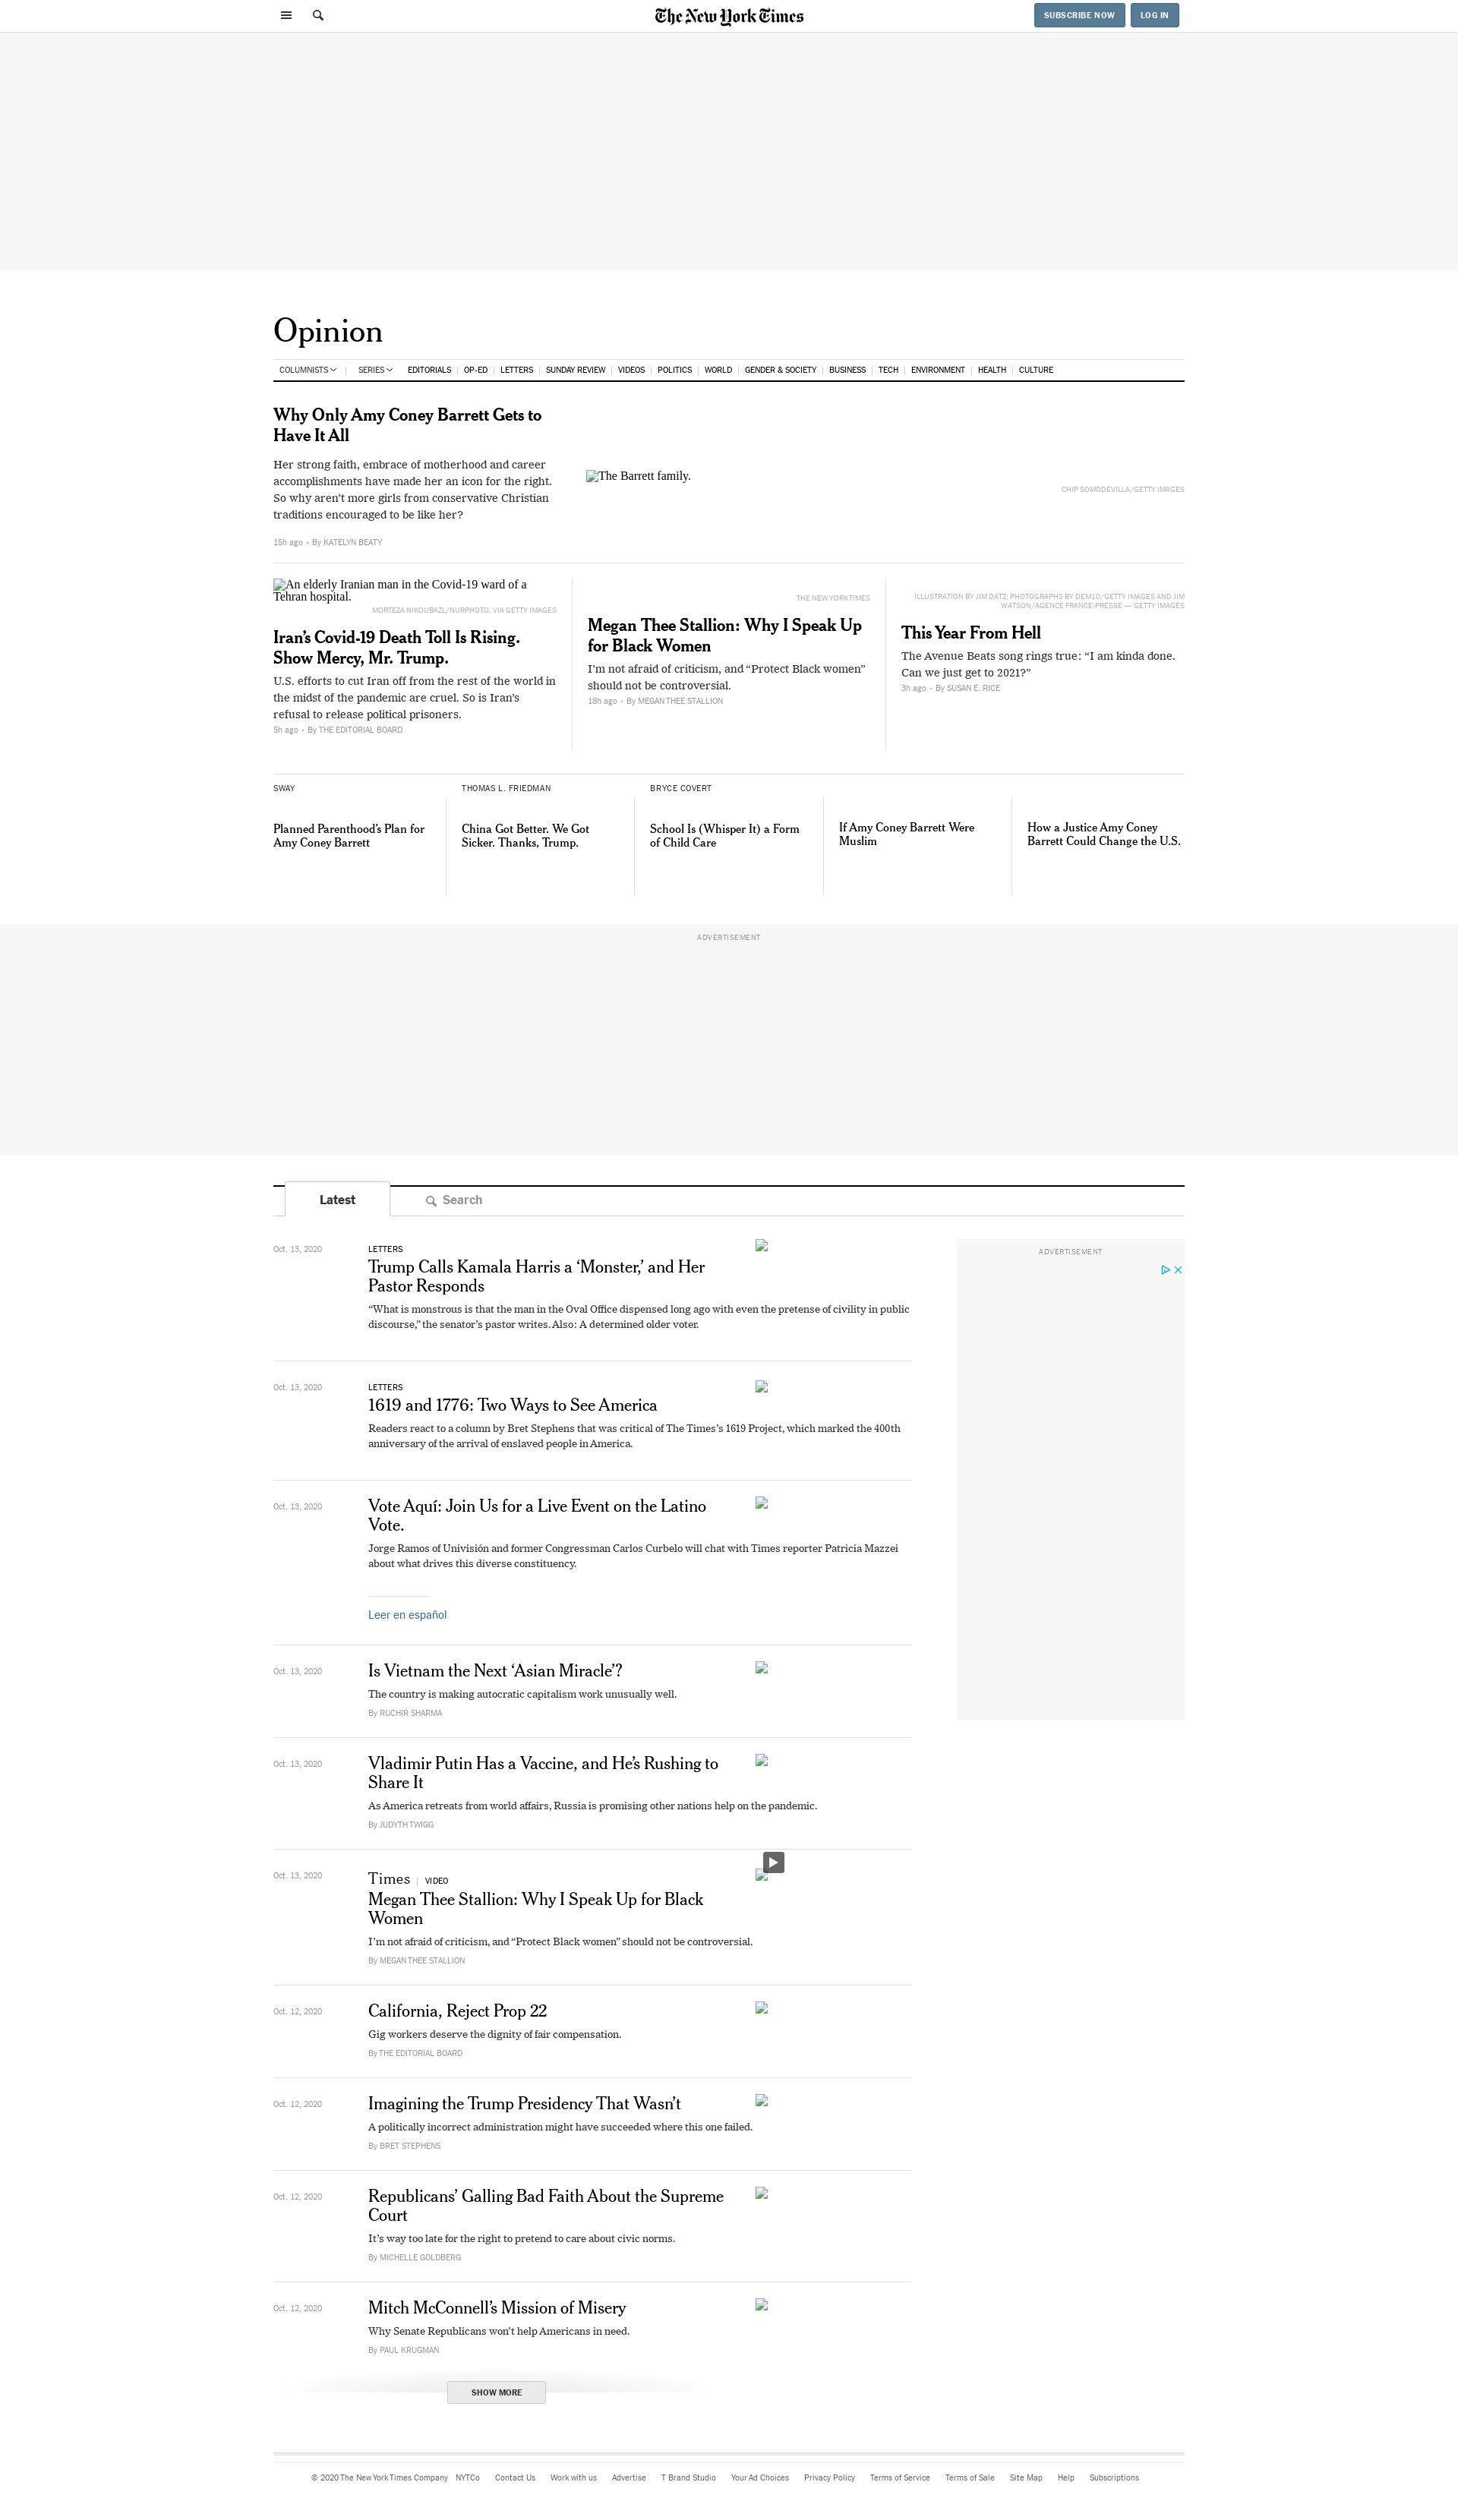 The New York Times
SUBSCRIBE NOW
LOG IN
Opinion
COLUMNISTS
SERIES
EDITORIALS
OP-ED
LETTERS
SUNDAY REVIEW
VIDEOS
POLITICS
WORLD
GENDER & SOCIETY
BUSINESS
TECH
ENVIRONMENT
HEALTH
CULTURE
Why Only Amy Coney Barrett Gets to
Have It All
Her strong faith, embrace of motherhood and career
accomplishments have made her an icon for the right.
So why aren't more girls from conservative Christian
traditions encouraged to be like her?
15h ago • By KATELYN BEATY
The Barrett family.
CHIP SOMODEVILLA/GETTY IMAGES
An elderly Iranian man in the Covid-19 ward of a
Tehran hospital.
MORTEZA NIKOUBAZL/NURPHOTO, VIA GETTY IMAGES
Iran's Covid-19 Death Toll Is Rising.
Show Mercy, Mr. Trump.
U.S. efforts to cut Iran off from the rest of the world in
the midst of the pandemic are cruel. So is Iran's
refusal to release political prisoners.
5h ago • By THE EDITORIAL BOARD
THE NEW YORK TIMES
Megan Thee Stallion: Why I Speak Up
for Black Women
I'm not afraid of criticism, and “Protect Black women”
should not be controversial.
18h ago • By MEGAN THEE STALLION
ILLUSTRATION BY JIM DATZ; PHOTOGRAPHS BY DEM10/GETTY IMAGES AND JIM
WATSON/AGENCE FRANCE-PRESSE — GETTY IMAGES
This Year From Hell
The Avenue Beats song rings true: “I am kinda done.
Can we just get to 2021?”
3h ago • By SUSAN E. RICE
SWAY
Planned Parenthood's Plan for
Amy Coney Barrett
THOMAS L. FRIEDMAN
China Got Better. We Got
Sicker. Thanks, Trump.
BRYCE COVERT
School Is (Whisper It) a Form
of Child Care
If Amy Coney Barrett Were
Muslim
How a Justice Amy Coney
Barrett Could Change the U.S.
ADVERTISEMENT
Latest
Search
ADVERTISEMENT
Oct. 13, 2020
LETTERS
Trump Calls Kamala Harris a ‘Monster,’ and Her
Pastor Responds
“What is monstrous is that the man in the Oval Office dispensed long ago with even the pretense of civility in public
discourse,” the senator's pastor writes. Also: A determined older voter.
Oct. 13, 2020
LETTERS
1619 and 1776: Two Ways to See America
Readers react to a column by Bret Stephens that was critical of The Times's 1619 Project, which marked the 400th
anniversary of the arrival of enslaved people in America.
Oct. 13, 2020
Vote Aquí: Join Us for a Live Event on the Latino
Vote.
Jorge Ramos of Univisión and former Congressman Carlos Curbelo will chat with Times reporter Patricia Mazzei
about what drives this diverse constituency.
Leer en español
Oct. 13, 2020
Is Vietnam the Next ‘Asian Miracle’?
The country is making autocratic capitalism work unusually well.
By RUCHIR SHARMA
Oct. 13, 2020
Vladimir Putin Has a Vaccine, and He's Rushing to
Share It
As America retreats from world affairs, Russia is promising other nations help on the pandemic.
By JUDYTH TWIGG
Oct. 13, 2020
Times | VIDEO
Megan Thee Stallion: Why I Speak Up for Black
Women
I'm not afraid of criticism, and “Protect Black women” should not be controversial.
By MEGAN THEE STALLION
Oct. 12, 2020
California, Reject Prop 22
Gig workers deserve the dignity of fair compensation.
By THE EDITORIAL BOARD
Oct. 12, 2020
Imagining the Trump Presidency That Wasn't
A politically incorrect administration might have succeeded where this one failed.
By BRET STEPHENS
Oct. 12, 2020
Republicans' Galling Bad Faith About the Supreme
Court
It's way too late for the right to pretend to care about civic norms.
By MICHELLE GOLDBERG
Oct. 12, 2020
Mitch McConnell's Mission of Misery
Why Senate Republicans won't help Americans in need.
By PAUL KRUGMAN
SHOW MORE
© 2020 The New York Times Company
NYTCo
Contact Us
Work with us
Advertise
T Brand Studio
Your Ad Choices
Privacy Policy
Terms of Service
Terms of Sale
Site Map
Help
Subscriptions